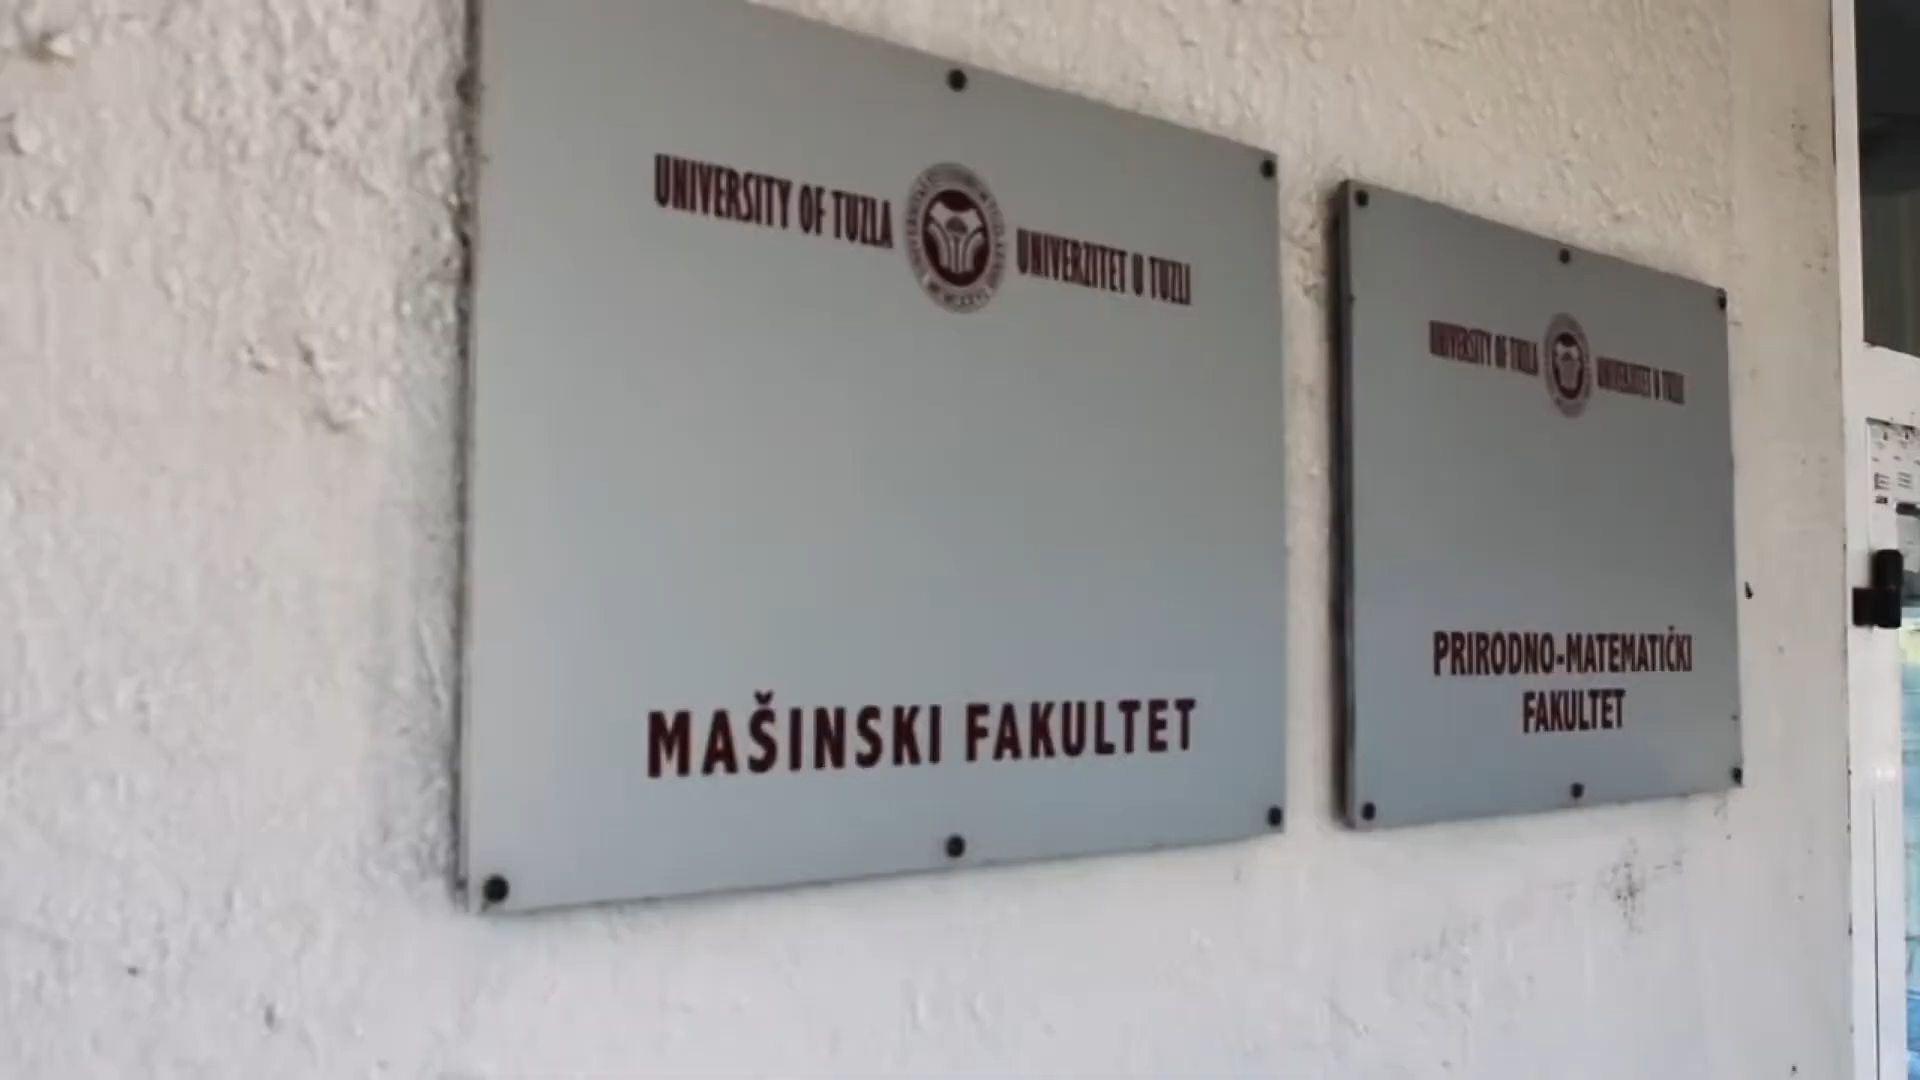 UNIVERSITY OF TUZLA
UNIVERZITET U TUZLI
MAŠINSKI FAKULTET
UNIVERSITY OF TUZLA
UNIVERZITET U TUZLI
PRIRODNO-MATEMATIČKI
FAKULTET